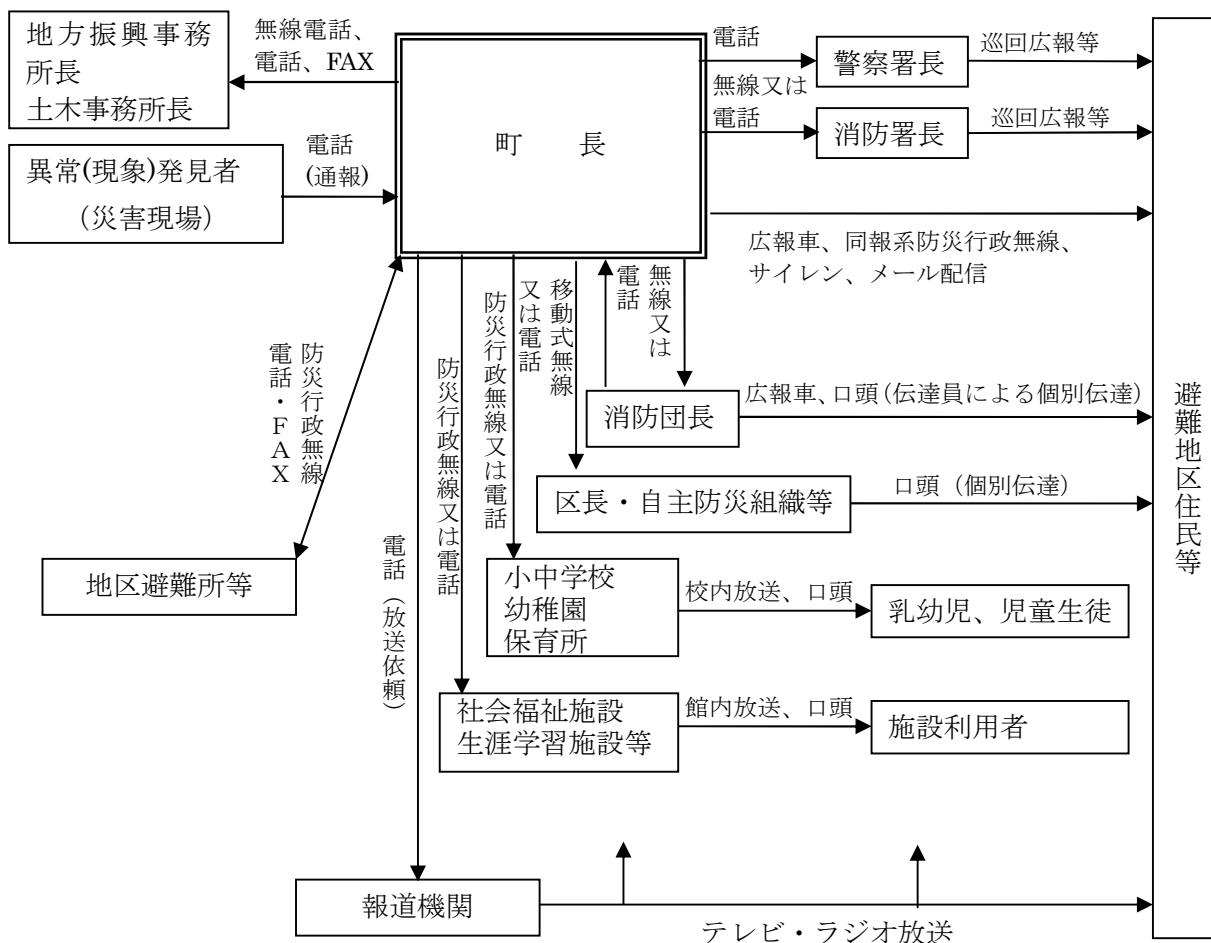 地方振興事務
所長
土木事務所長
無線電話、
電話、FAX
町　長
電話
警察署長
巡回広報等
無線又は
電話
消防署長
巡回広報等
異常(現象)発見者
（災害現場）
電話
(通報)
広報車、同報系防災行政無線、
サイレン、メール配信
防災行政無線
電話・ＦＡＸ
地区避難所等
電話（放送依頼）
防災行政無線又は電話
防災行政無線又は電話
移動式無線
又は電話
無線又は
電話
消防団長
広報車、口頭(伝達員による個別伝達)
区長・自主防災組織等
口頭（個別伝達）
小中学校
幼稚園
保育所
校内放送、口頭
乳幼児、児童生徒
社会福祉施設
生涯学習施設等
館内放送、口頭
施設利用者
報道機関
テレビ・ラジオ放送
避難地区住民等